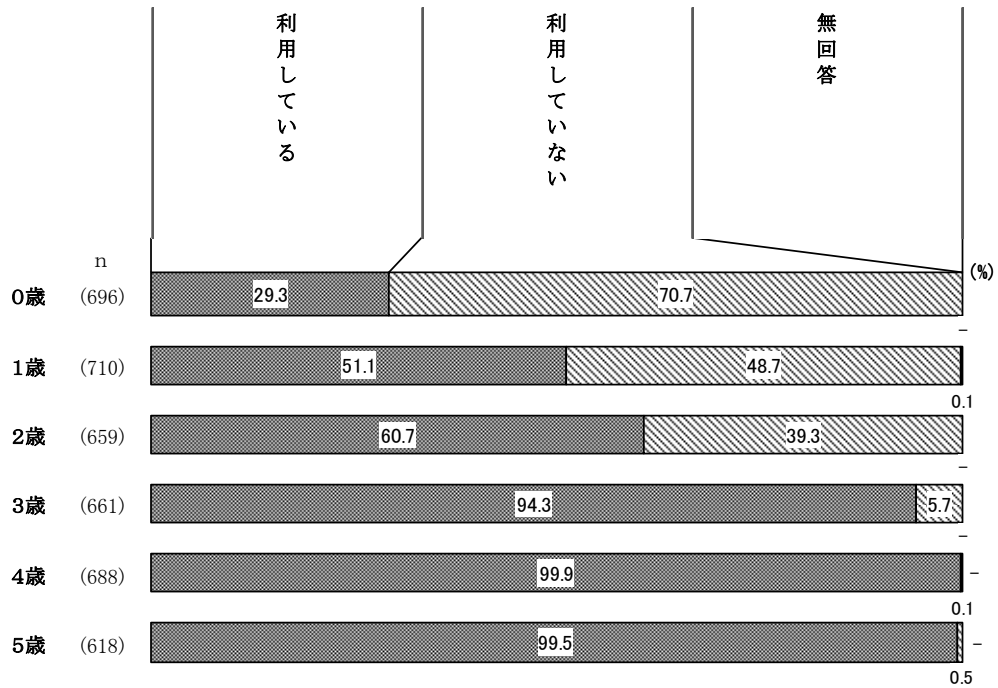 利用している
利用していない
無回答
n
(%)
0歳 (696) 29.3 70.7 －
1歳 (710) 51.1 48.7 0.1
2歳 (659) 60.7 39.3 －
3歳 (661) 94.3 5.7 －
4歳 (688) 99.9 －
0.1
5歳 (618) 99.5 －
0.5